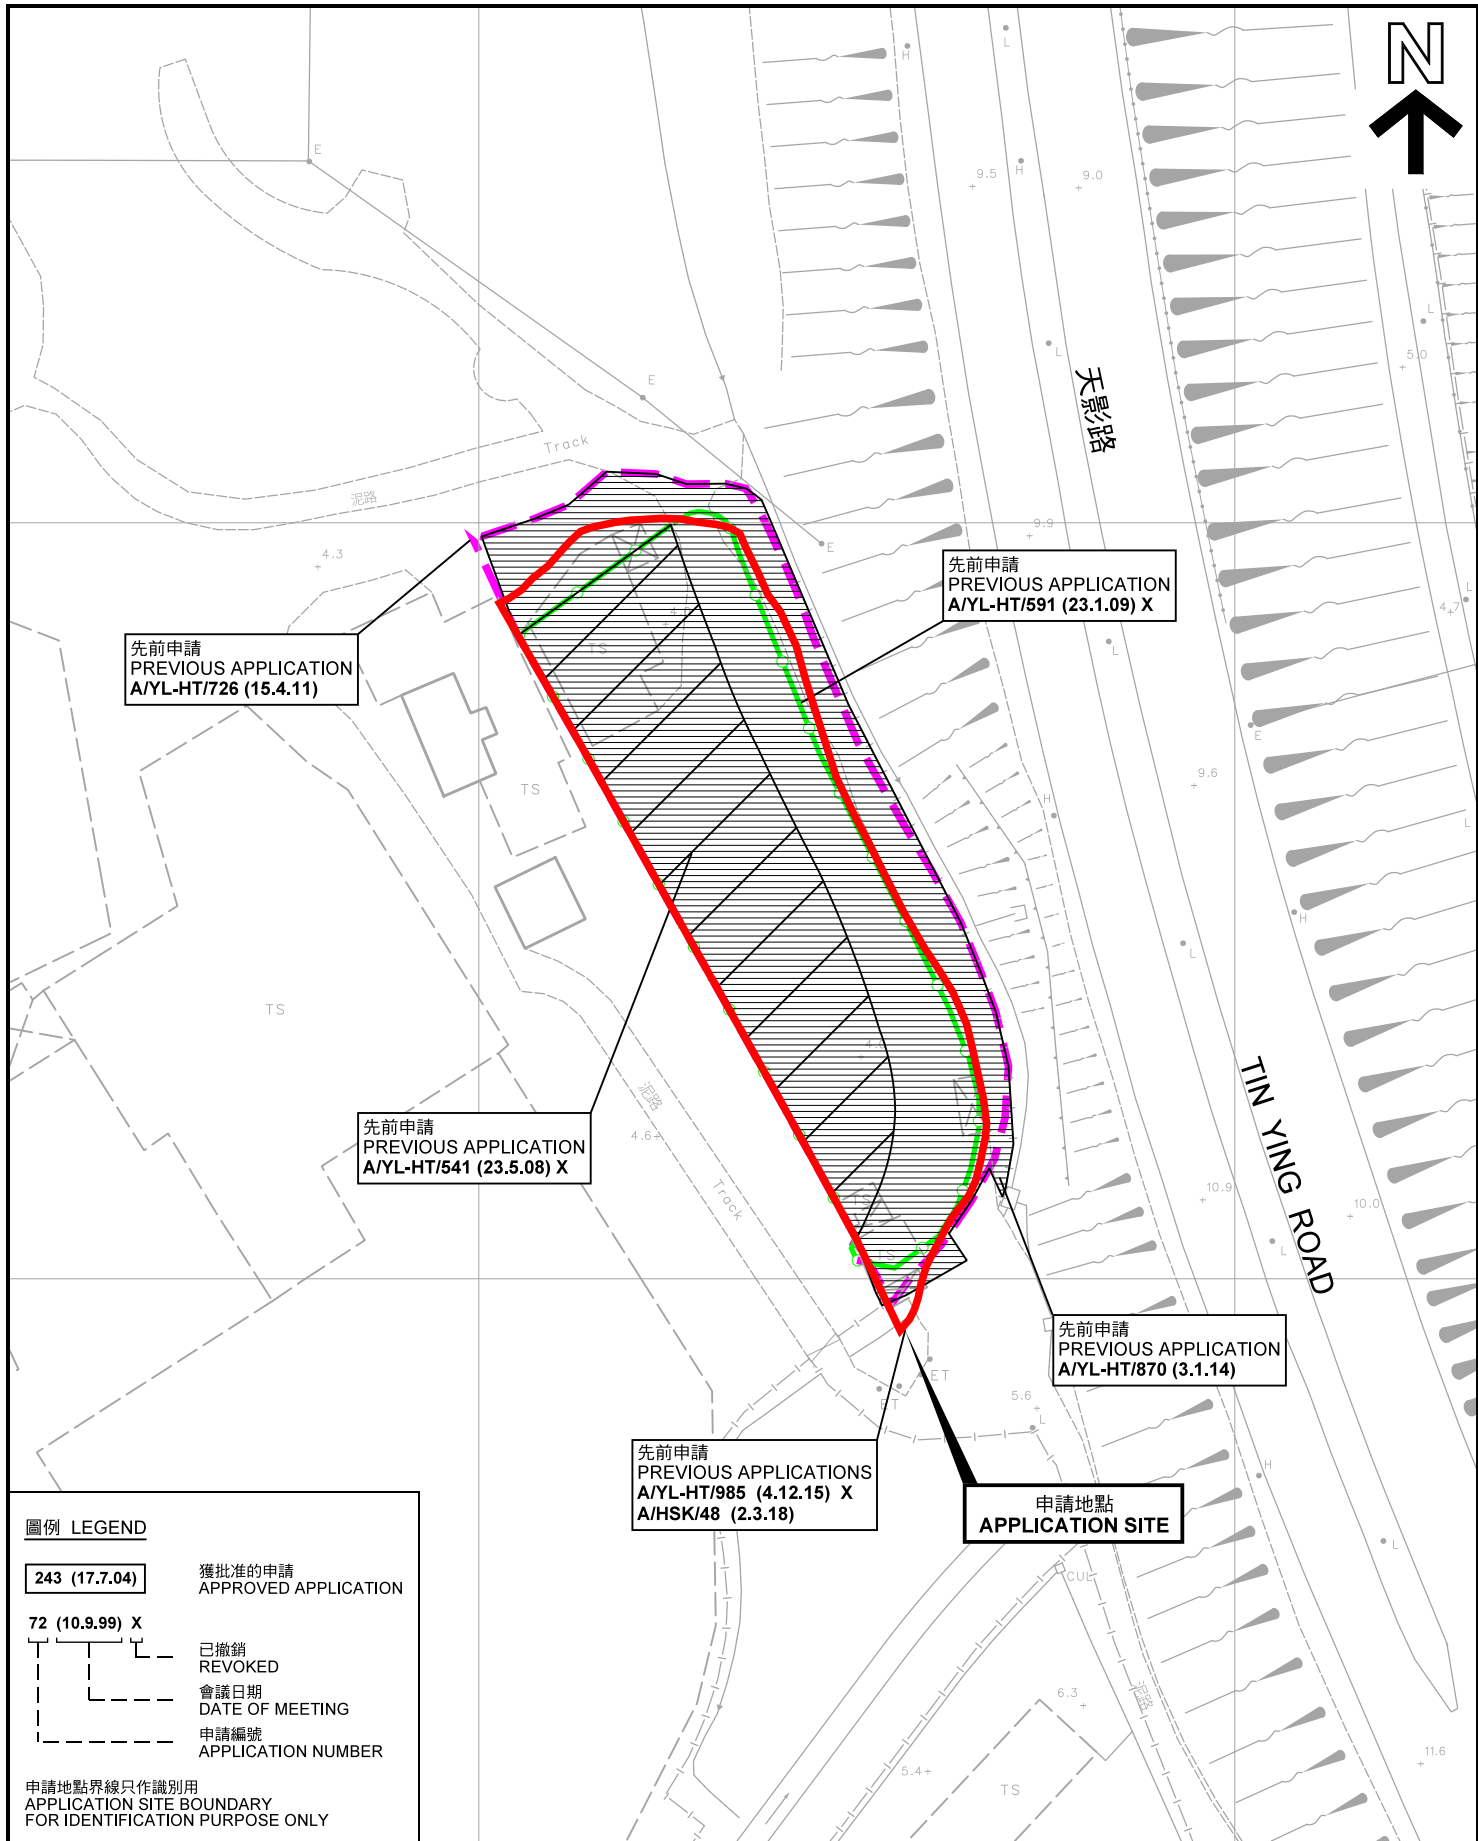 N
E
H
L
H
9.5
9.0
E
L
L
5.0
天影路
Track
泥路
4.3
9.9
E
先前申請
PREVIOUS APPLICATION
A/YL-HT/591 (23.1.09) X
L
4.7
L
先前申請
PREVIOUS APPLICATION
A/YL-HT/726 (15.4.11)
TS
E
9.6
TS
H
L
H
L
TS
TIN YING ROAD
泥路
4.6
先前申請
PREVIOUS APPLICATION
A/YL-HT/541 (23.5.08) X
Track
TS
10.9
10.0
L
TS
先前申請
PREVIOUS APPLICATION
A/YL-HT/870 (3.1.14)
ET
ET
5.6
L
先前申請
PREVIOUS APPLICATIONS
A/YL-HT/985 (4.12.15) X
A/HSK/48 (2.3.18)
H
申請地點
APPLICATION SITE
L
CUL
圖例 LEGEND
243 (17.7.04)
獲批准的申請
APPROVED APPLICATION
72 (10.9.99) X
已撤銷
REVOKED
會議日期
DATE OF MEETING
申請編號
APPLICATION NUMBER
申請地點界線只作識別用
APPLICATION SITE BOUNDARY
FOR IDENTIFICATION PURPOSE ONLY
6.3
泥路
5.4
TS
11.6